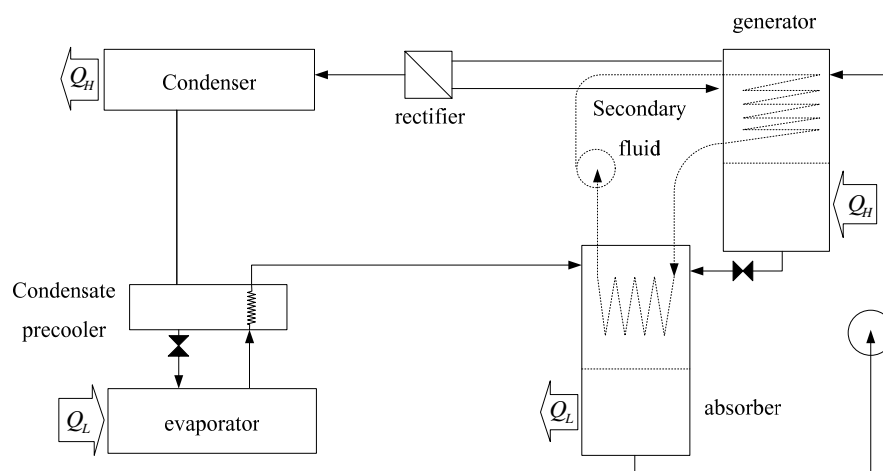 generator
Q_H
Condenser
rectifier
Secondary
fluid
Q_H
Condensate
precooler
Q_L
evaporator
Q_L
absorber